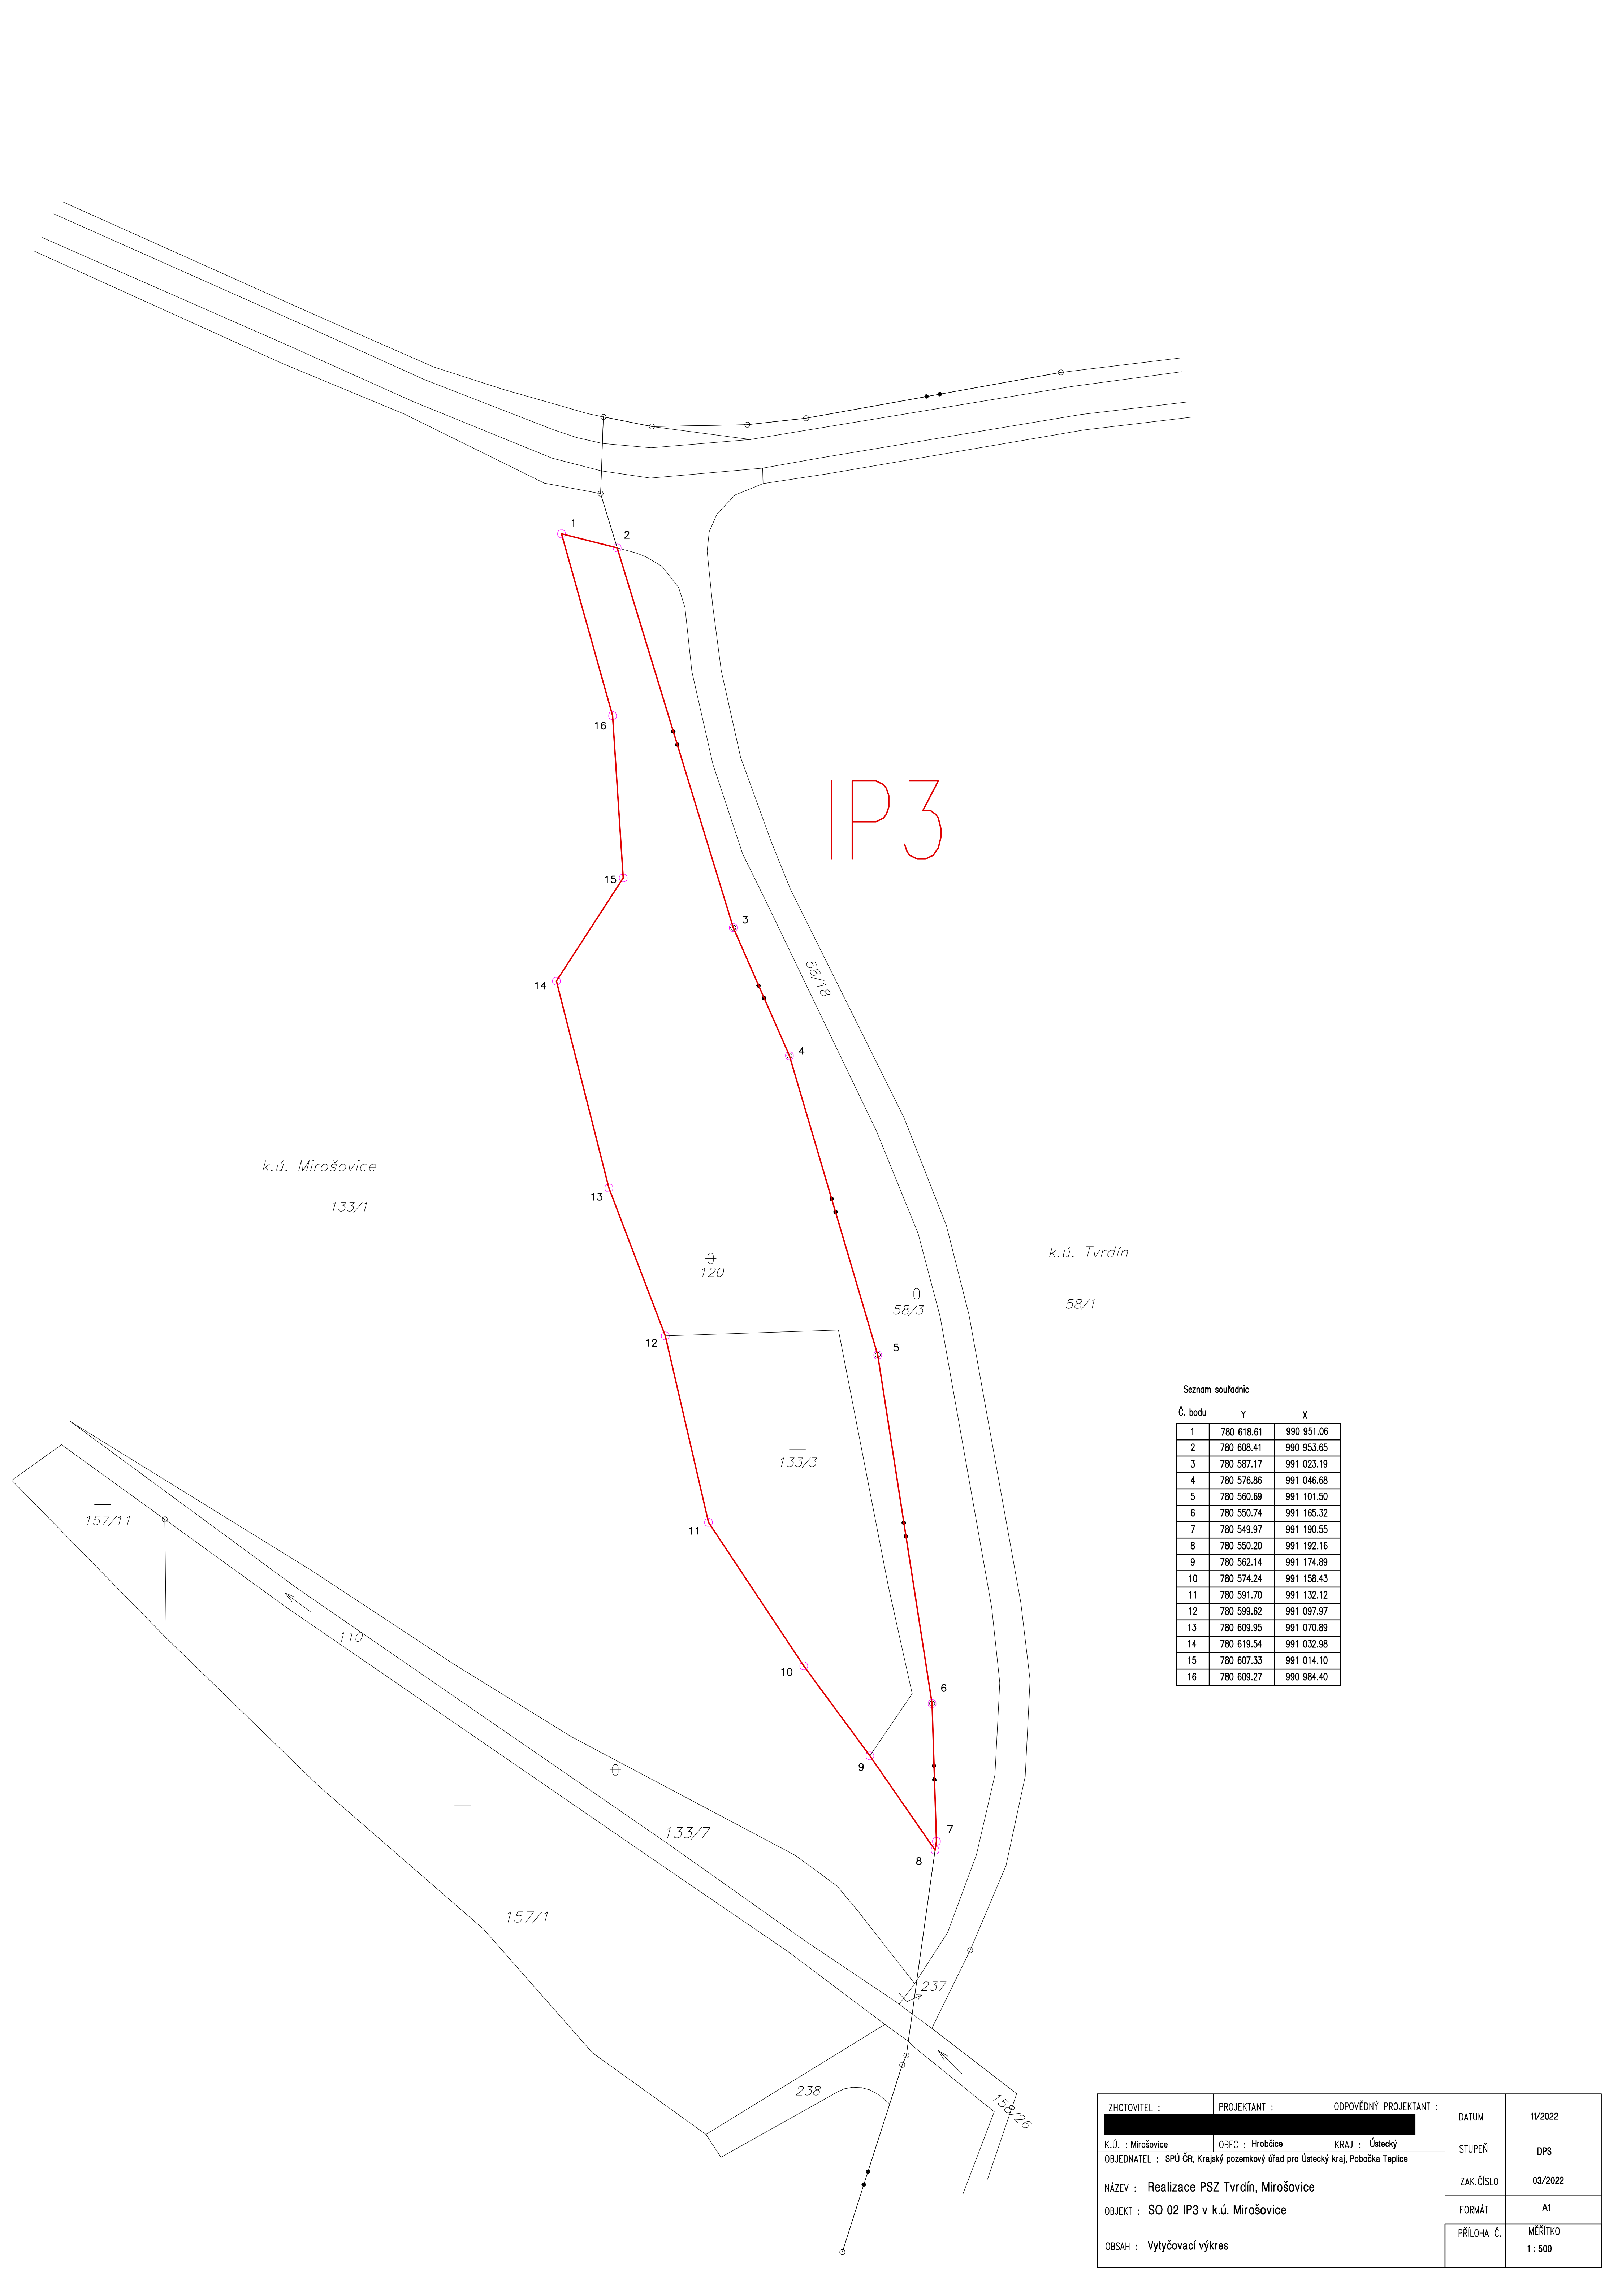 1
2
16
IP3
15
3
58/18
14
4
k.ú. Mirošovice
13
133/1
k.ú. Tvrdín
120
58/3
58/1
12
5
Seznam souřadnic
Č. bodu Y X
1 780 618.61 990 951.06
2 780 608.41 990 953.65
3 780 587.17 991 023.19
4 780 576.86 991 046.68
5 780 560.69 991 101.50
6 780 550.74 991 165.32
7 780 549.97 991 190.55
8 780 550.20 991 192.16
9 780 562.14 991 174.89
10 780 574.24 991 158.43
11 780 591.70 991 132.12
12 780 599.62 991 097.97
13 780 609.95 991 070.89
14 780 619.54 991 032.98
15 780 607.33 991 014.10
16 780 609.27 990 984.40
133/3
157/11
11
110
10
6
9
133/7
7
8
157/1
237
238
158/26
ZHOTOVITEL : PROJEKTANT : ODPOVĚDNÝ PROJEKTANT :
DATUM 11/2022
K.Ú. : Mirošovice OBEC : Hrobčice KRAJ : Ústecký
STUPEŇ DPS
OBJEDNATEL : SPÚ ČR, Krajský pozemkový úřad pro Ústecký kraj, Pobočka Teplice
ZAK.ČÍSLO 03/2022
NÁZEV : Realizace PSZ Tvrdín, Mirošovice
OBJEKT : SO 02 IP3 v k.ú. Mirošovice
FORMÁT A1
PŘÍLOHA Č. MĚŘÍTKO
OBSAH : Vytyčovací výkres
1 : 500